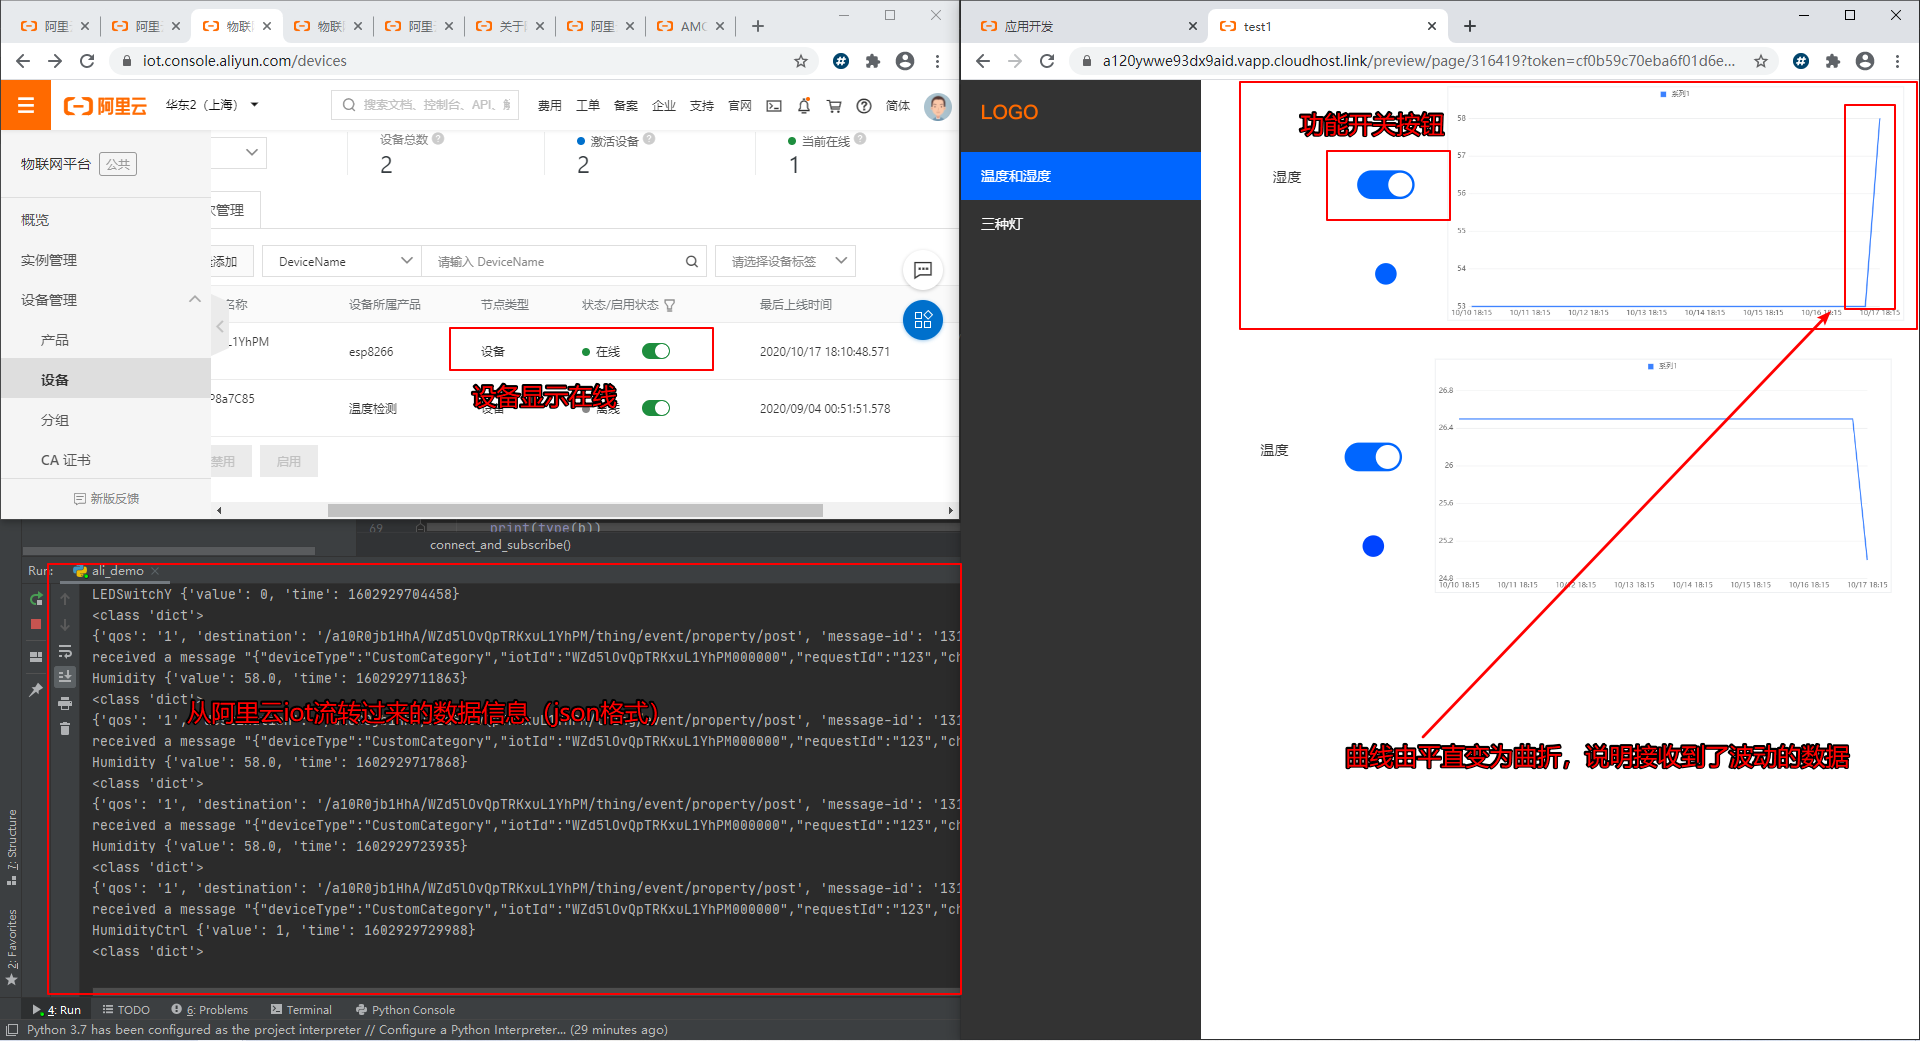 阿里
阿里
物联
物联
阿里
关于
阿里
AMC
iot.console.aliyun.com/devices
阿里云
华东2（上海）
搜索文档、控制台、API、
费用
工单
备案
企业
支持
官网
简体
物联网平台
公共
概览
实例管理
设备管理
产品
设备
分组
CA 证书
新版反馈
设备总数
2
激活设备
2
当前在线
1
管理
添加
DeviceName
请输入 DeviceName
请选择设备标签
名称
设备所属产品
节点类型
状态/启用状态
最后上线时间
L1YhPM
esp8266
设备
在线
2020/10/17 18:10:48.571
设备显示在线
P8a7C85
温度检测
设备
离线
2020/09/04 00:51:51.578
禁用
启用
69
print(type(b))
connect_and_subscribe()
Run:
ali_demo
LEDSwitchY {'value': 0, 'time': 1602929704458}
<class 'dict'>
{'qos': '1', 'destination': '/a10R0jb1HhA/WZd5lOvQpTRKxuL1YhPM/thing/event/property/post', 'message-id': '131
received a message "{"deviceType":"CustomCategory","iotId":"WZd5lOvQpTRKxuL1YhPM000000","requestId":"123","ch
Humidity {'value': 58.0, 'time': 1602929711863}
<class 'dict'>
从阿里云iot流转过来的数据信息（json格式）
{'qos': '1', 'destination': '/a10R0jb1HhA/WZd5lOvQpTRKxuL1YhPM/thing/event/property/post', 'message-id': '131
received a message "{"deviceType":"CustomCategory","iotId":"WZd5lOvQpTRKxuL1YhPM000000","requestId":"123","ch
Humidity {'value': 58.0, 'time': 1602929717868}
<class 'dict'>
{'qos': '1', 'destination': '/a10R0jb1HhA/WZd5lOvQpTRKxuL1YhPM/thing/event/property/post', 'message-id': '131
received a message "{"deviceType":"CustomCategory","iotId":"WZd5lOvQpTRKxuL1YhPM000000","requestId":"123","ch
Humidity {'value': 58.0, 'time': 1602929723935}
<class 'dict'>
{'qos': '1', 'destination': '/a10R0jb1HhA/WZd5lOvQpTRKxuL1YhPM/thing/event/property/post', 'message-id': '131
received a message "{"deviceType":"CustomCategory","iotId":"WZd5lOvQpTRKxuL1YhPM000000","requestId":"123","ch
HumidityCtrl {'value': 1, 'time': 1602929729988}
<class 'dict'>
7: Structure
2: Favorites
4: Run
TODO
6: Problems
Terminal
Python Console
Python 3.7 has been configured as the project interpreter // Configure a Python Interpreter... (29 minutes ago)
应用开发
test1
a120ywwe93dx9aid.vapp.cloudhost.link/preview/page/316419?token=cf0b59c70eba6f01d6e...
LOGO
温度和湿度
三种灯
功能开关按钮
湿度
系列1
58
57
56
55
54
53
10/10 18:15
10/11 18:15
10/12 18:15
10/13 18:15
10/14 18:15
10/15 18:15
10/16 18:15
10/17 18:15
温度
系列1
26.8
26.4
26
25.6
25.2
24.8
10/10 18:15
10/11 18:15
10/12 18:15
10/13 18:15
10/14 18:15
10/15 18:15
10/16 18:15
10/17 18:15
曲线由平直变为曲折，说明接收到了波动的数据